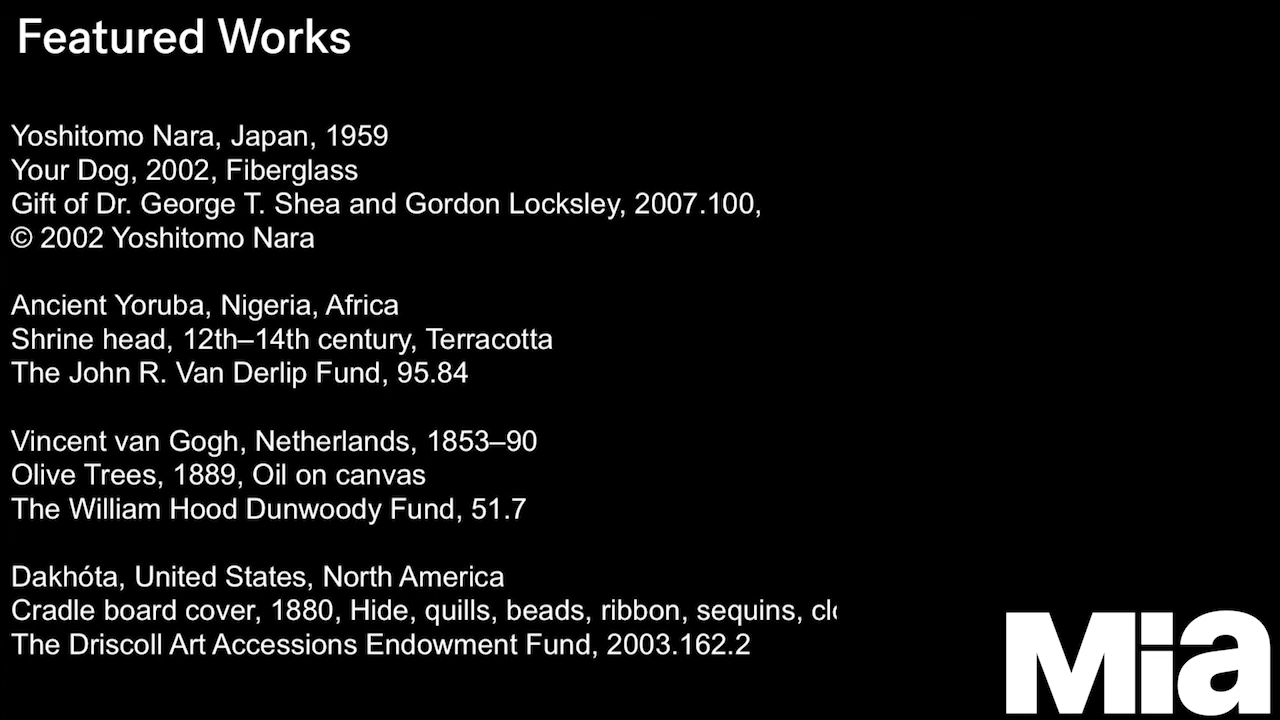 Featured Works
Yoshitomo Nara, Japan, 1959
Your Dog, 2002, Fiberglass
Gift of Dr. George T. Shea and Gordon Locksley, 2007.100,
© 2002 Yoshitomo Nara
Ancient Yoruba, Nigeria, Africa
Shrine head, 12th–14th century, Terracotta
The John R. Van Derlip Fund, 95.84
Vincent van Gogh, Netherlands, 1853–90
Olive Trees, 1889, Oil on canvas
The William Hood Dunwoody Fund, 51.7
Dakhóta, United States, North America
Cradle board cover, 1880, Hide, quills, beads, ribbon, sequins,
The Driscoll Art Accessions Endowment Fund, 2003.162.2
Mia